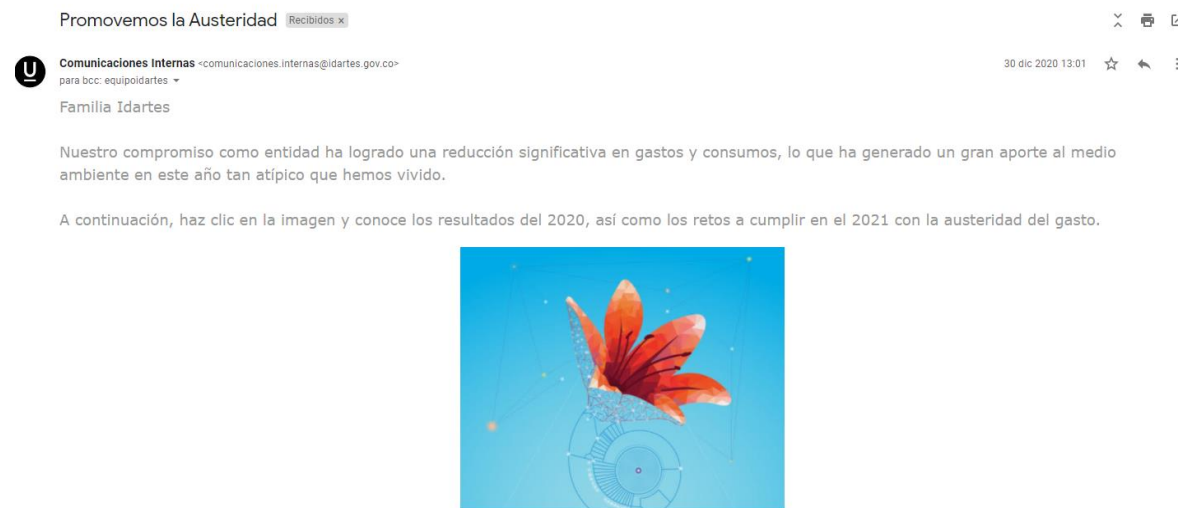 Promovemos la Austeridad Recibidos x
Comunicaciones Internas <comunicaciones.internas@idartes.gov.co>
30 dic 2020 13:01
para bcc: equipoidartes
Familia Idartes
Nuestro compromiso como entidad ha logrado una reducción significativa en gastos y consumos, lo que ha generado un gran aporte al medio
ambiente en este año tan atípico que hemos vivido.
A continuación, haz clic en la imagen y conoce los resultados del 2020, así como los retos a cumplir en el 2021 con la austeridad del gasto.